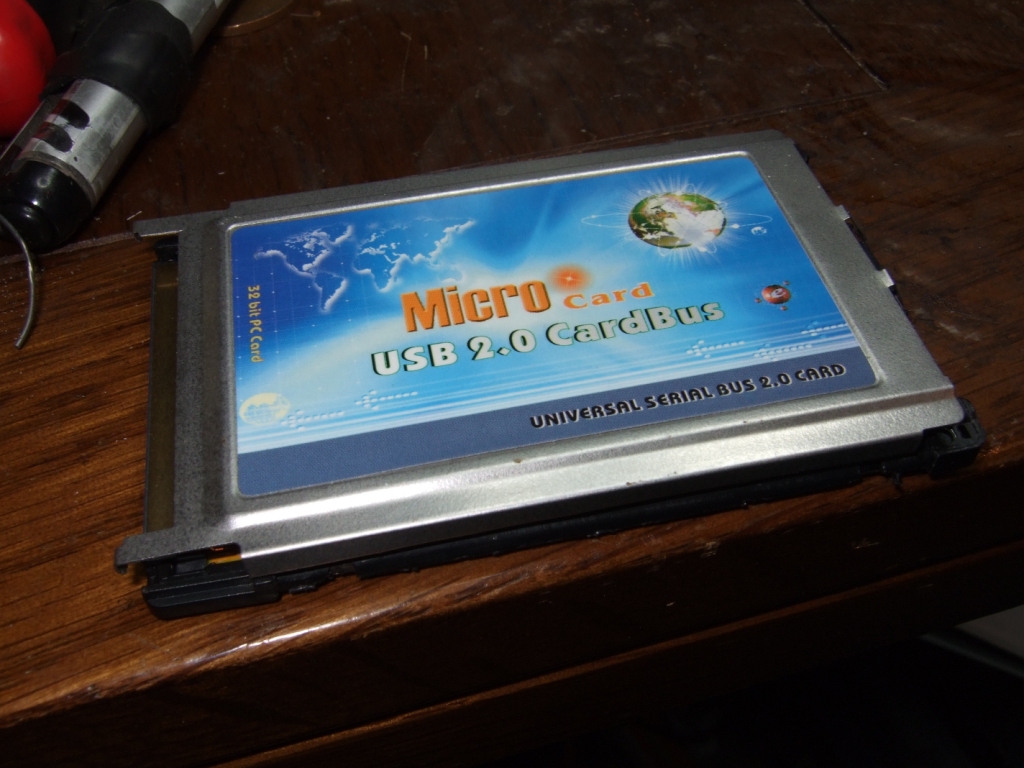 Micro Card
USB 2.0 CardBus
UNIVERSAL SERIAL BUS 2.0 CARD
32 bit PC Card